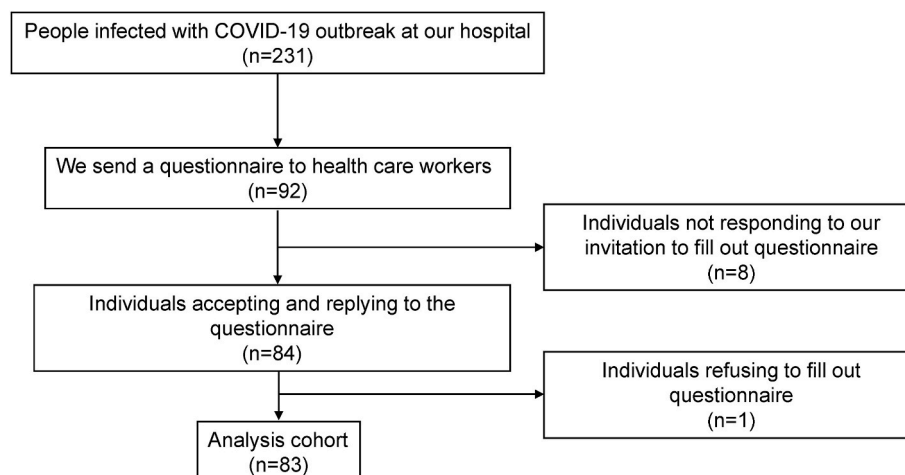 People infected with COVID-19 outbreak at our hospital
(n=231)
We send a questionnaire to health care workers
(n=92)
Individuals not responding to our
invitation to fill out questionnaire
(n=8)
Individuals accepting and replying to the
questionnaire
(n=84)
Individuals refusing to fill out
questionnaire
(n=1)
Analysis cohort
(n=83)